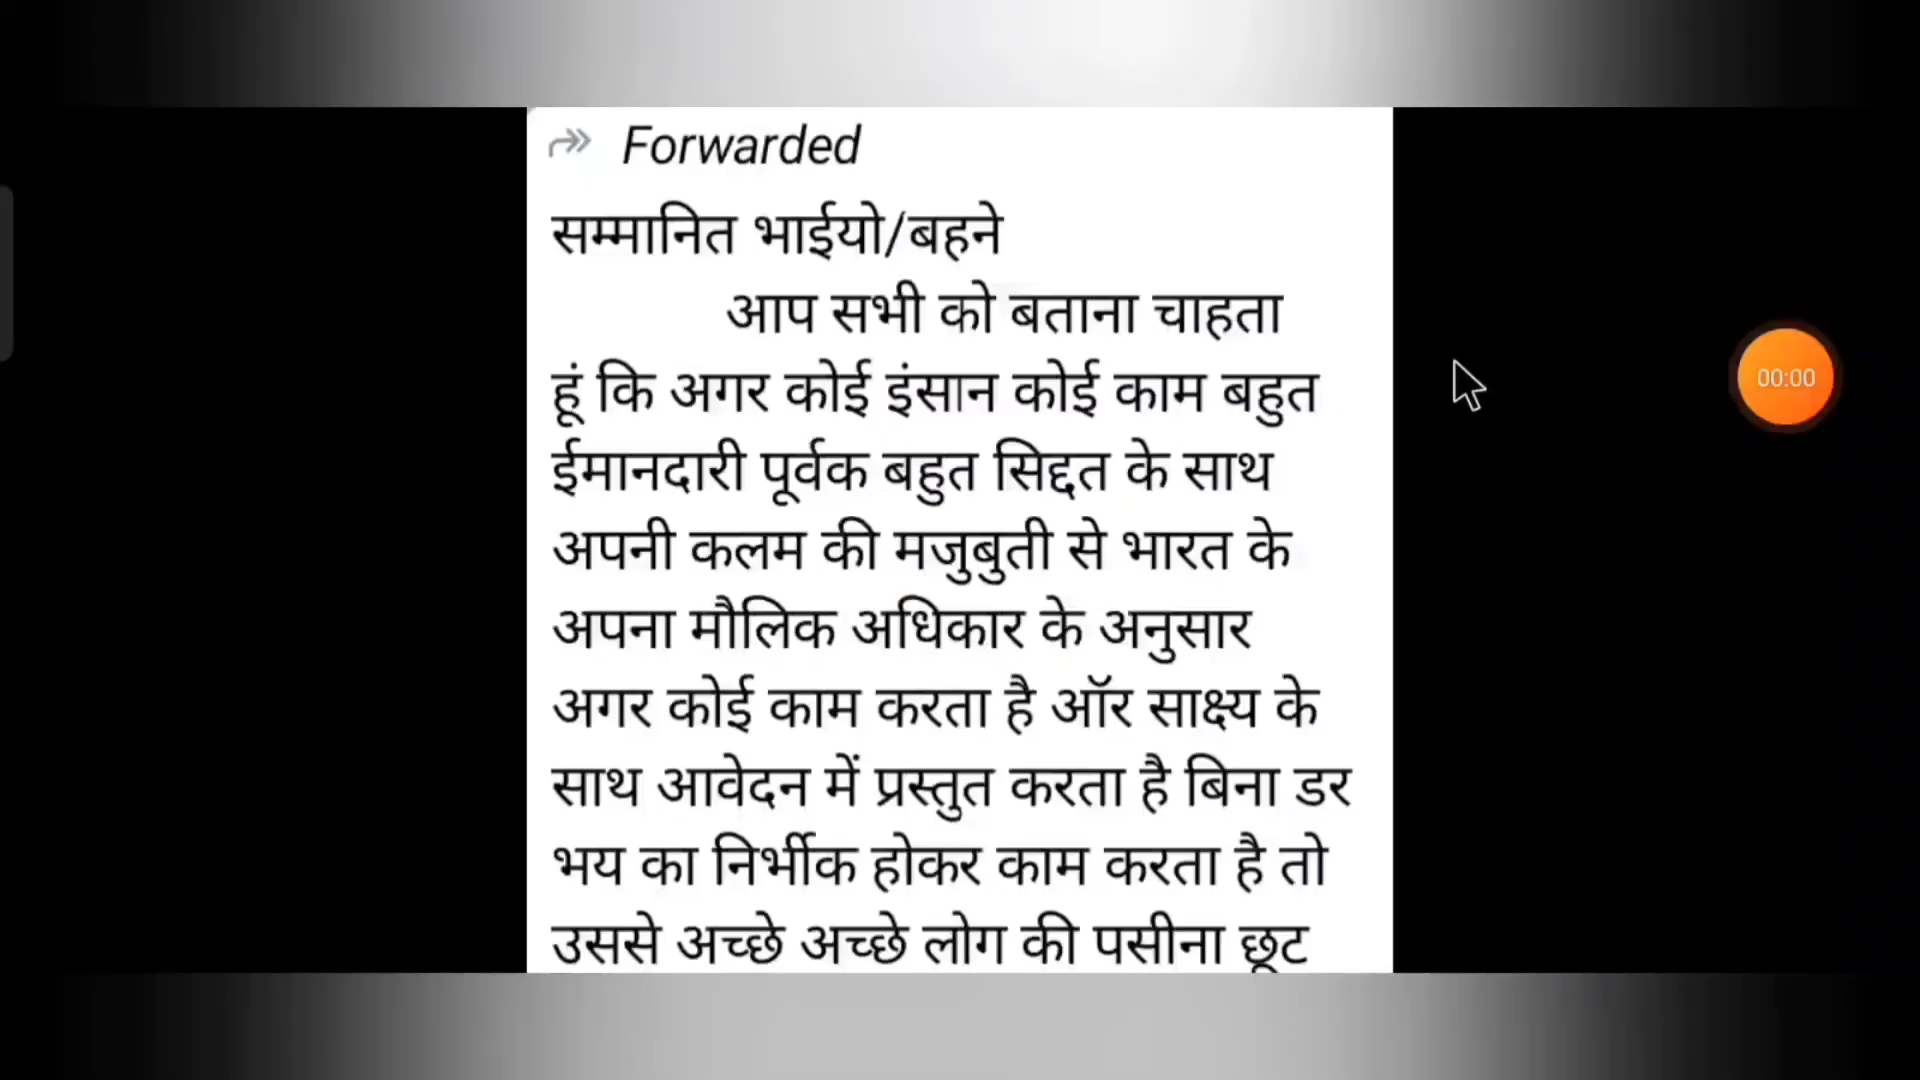 Forwarded
सम्मानित भाईयो/बहने
आप सभी को बताना चाहता
हूं कि अगर कोई इंसान कोई काम बहुत
ईमानदारी पूर्वक बहुत सिद्दत के साथ
अपनी कलम की मजुबुती से भारत के
अपना मौलिक अधिकार के अनुसार
अगर कोई काम करता है ऑर साक्ष्य के
साथ आवेदन में प्रस्तुत करता है बिना डर
भय का निर्भीक होकर काम करता है तो
उससे अच्छे अच्छे लोग की पसीना छूट
00:00